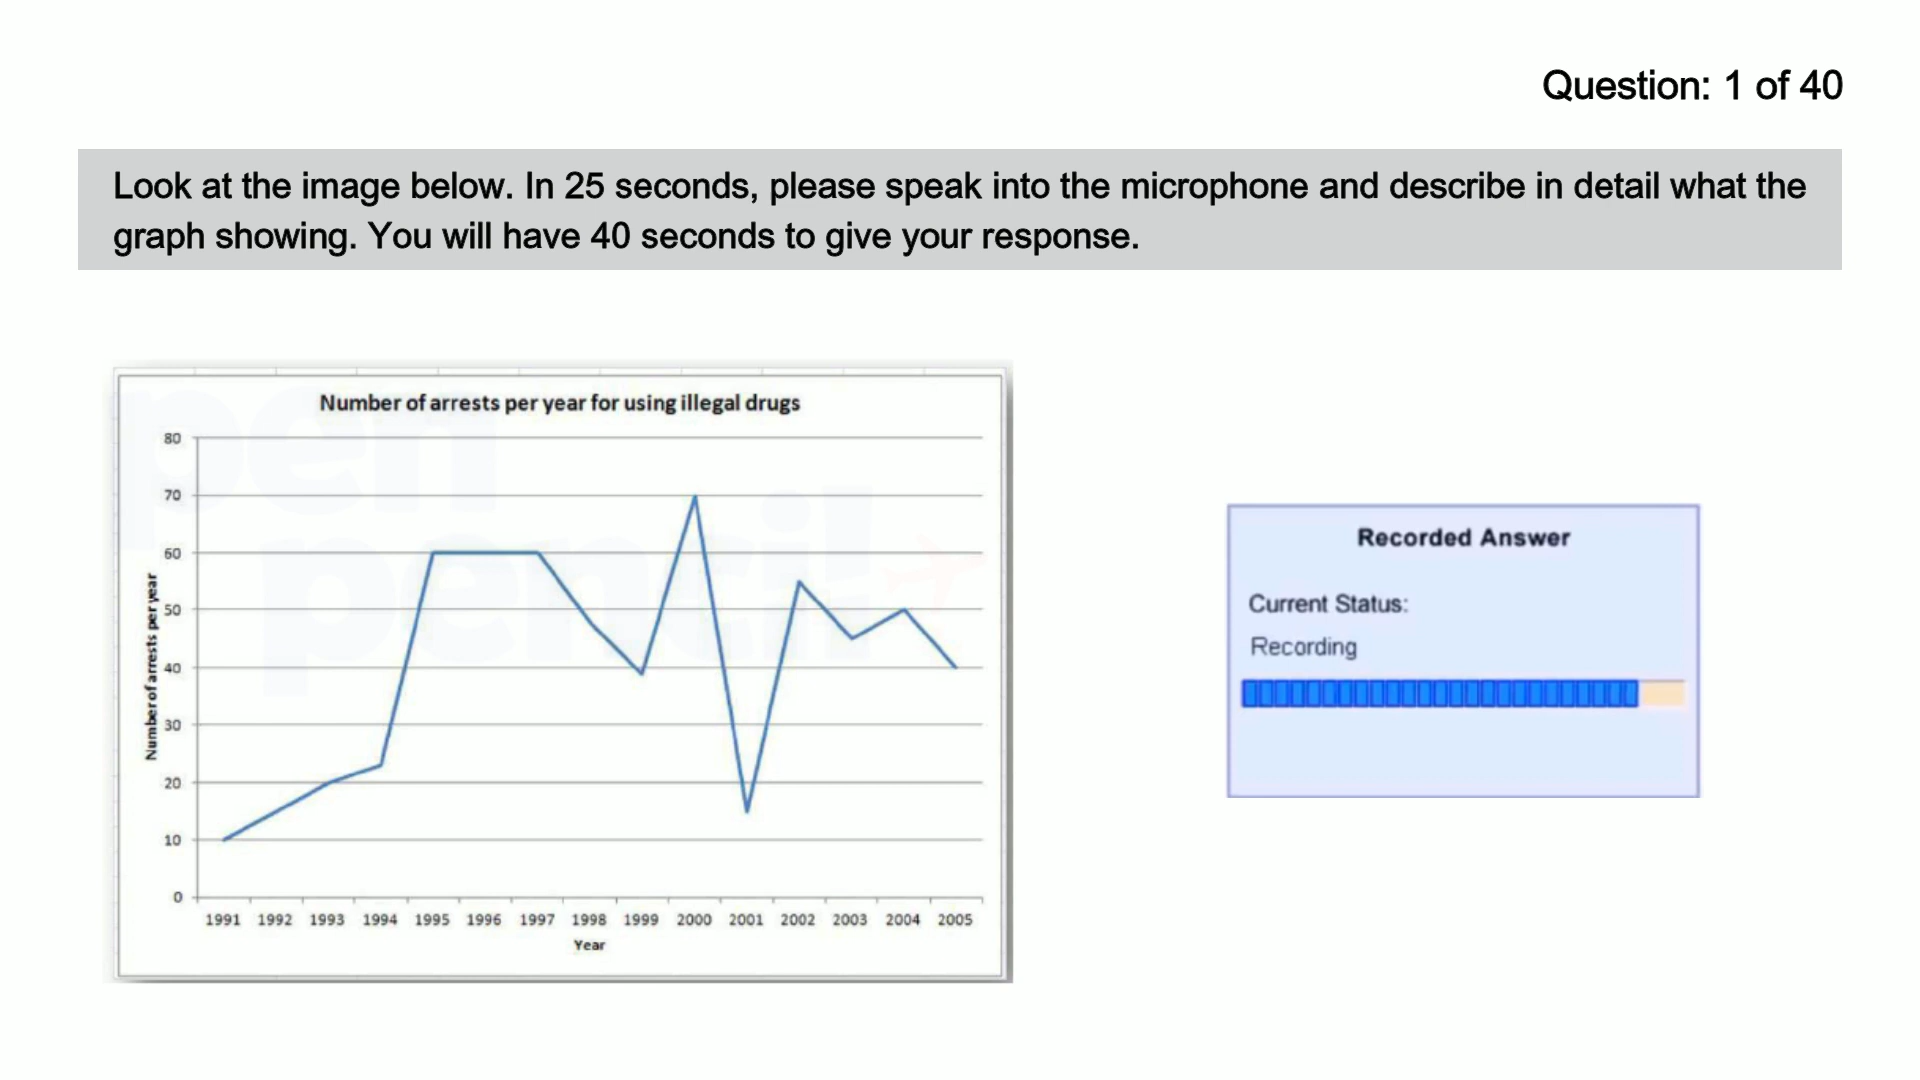 Question: 1 of 40
Look at the image below. In 25 seconds, please speak into the microphone and describe in detail what the
graph showing. You will have 40 seconds to give your response.
Number of arrests per year for using illegal drugs
80
70
60
50
40
30
20
10
0
Number of arrests per year
1991 1992 1993 1994 1995 1996 1997 1998 1999 2000 2001 2002 2003 2004 2005
Year
Recorded Answer
Current Status:
Recording
pen
pencil